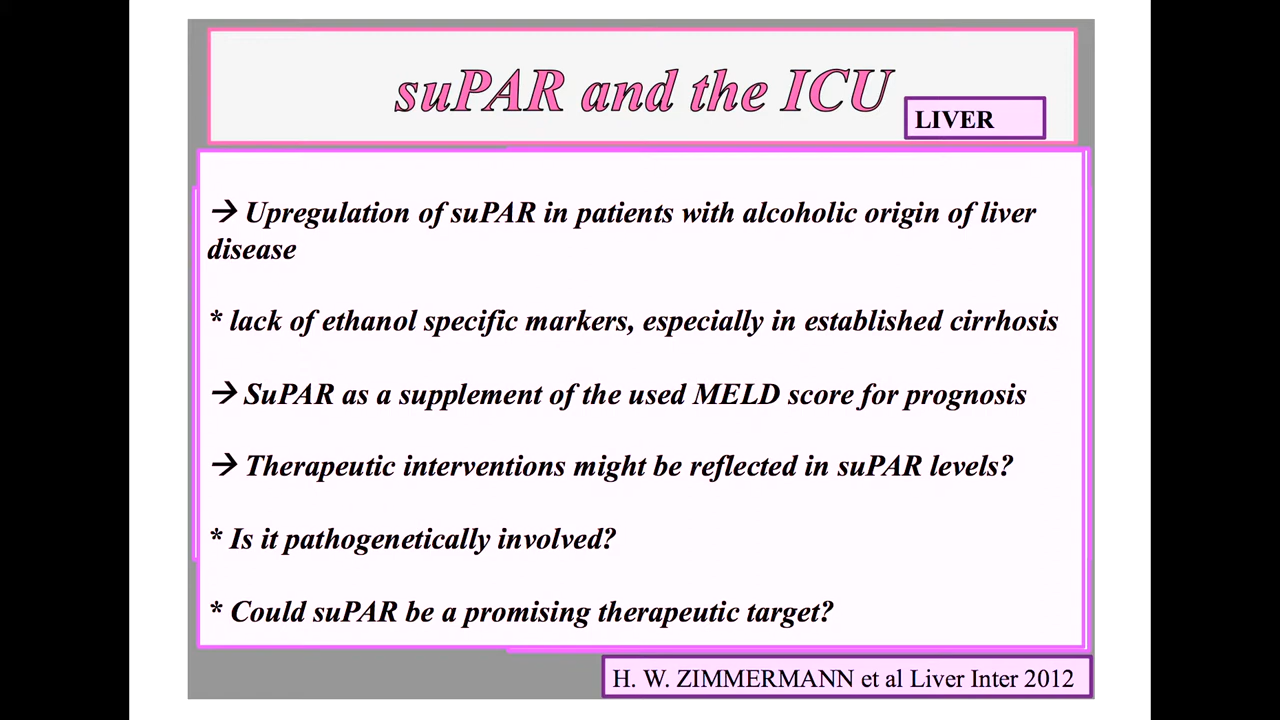 suPAR and the ICU
LIVER
→ Upregulation of suPAR in patients with alcoholic origin of liver
disease
* lack of ethanol specific markers, especially in established cirrhosis
→ SuPAR as a supplement of the used MELD score for prognosis
→ Therapeutic interventions might be reflected in suPAR levels?
* Is it pathogenetically involved?
* Could suPAR be a promising therapeutic target?
H. W. ZIMMERMANN et al Liver Inter 2012